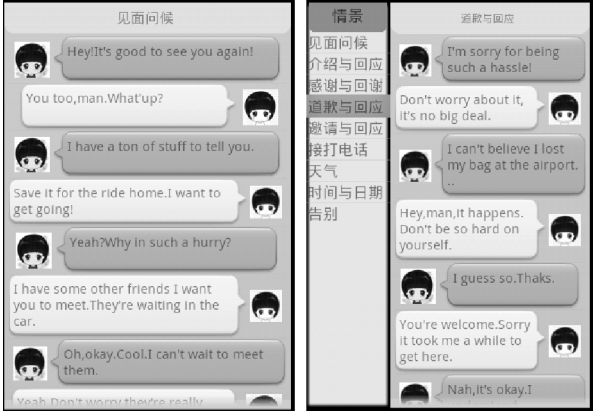 见面问候
Hey!It's good to see you again!
You too,man.What'up?
I have a ton of stuff to tell you.
Save it for the ride home.I want to
get going!
Yeah?Why in such a hurry?
I have some other friends I want
you to meet.They're waiting in the
car.
Oh,okay.Cool.I can't wait to meet
them.
Yeah.Don't worry,they're really
情景
见面问候
介绍与回应
感谢与回谢
道歉与回应
邀请与回应
接打电话
天气
时间与日期
告别
道歉与回应
I'm sorry for being
such a hassle!
Don't worry about it,
it's no big deal.
I can't believe I lost
my bag at the airport.
..
Hey,man,it happens.
Don't be so hard on
yourself.
I guess so.Thaks.
You're welcome.Sorry
it took me a while to
get here.
Nah,it's okay.I